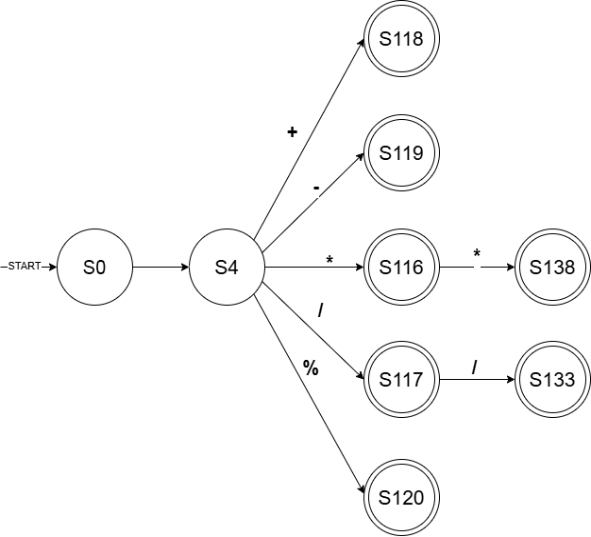 S118
+
S119
-
START
S0
S4
*
S116
*
S138
/
S117
/
S133
%
S120